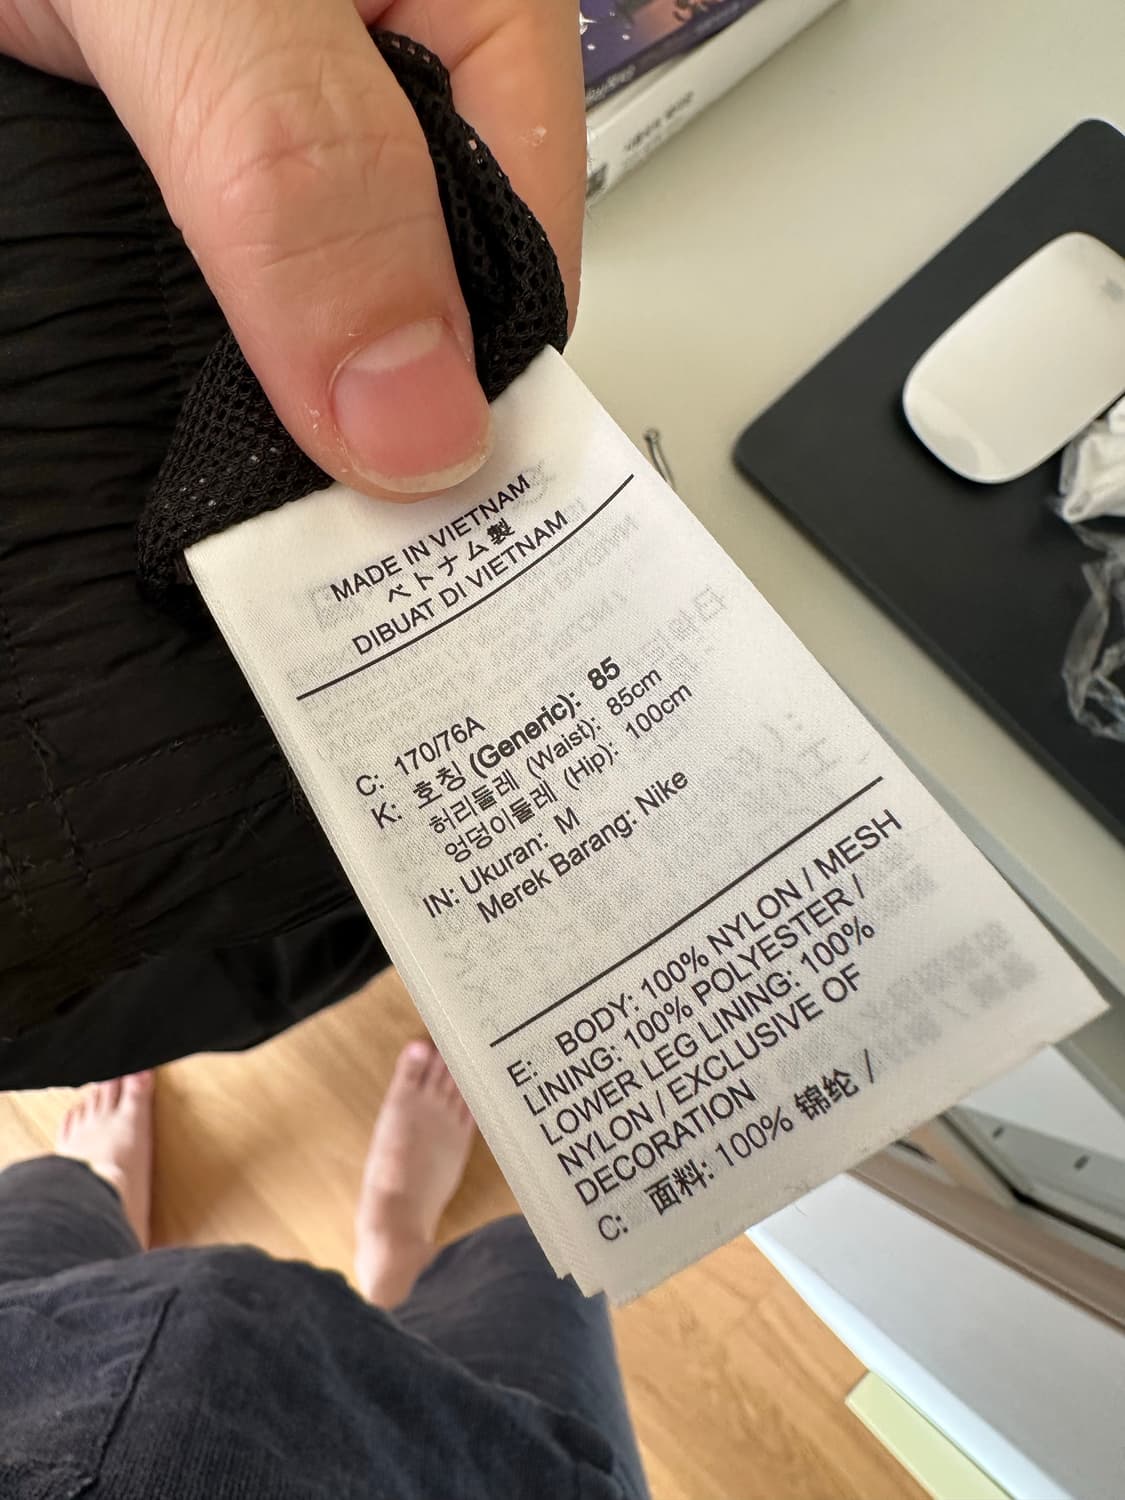 MADE IN VIETNAM
ベトナム製
DIBUAT DI VIETNAM
C: 170/76A
K: 호칭 (Generic): 85
허리둘레 (Waist): 85cm
엉덩이둘레 (Hip): 100cm
IN: Ukuran: M
Merek Barang: Nike
E: BODY: 100% NYLON / MESH
LINING: 100% POLYESTER /
LOWER LEG LINING: 100%
NYLON / EXCLUSIVE OF
DECORATION
C: 面料: 100% 锦纶 /